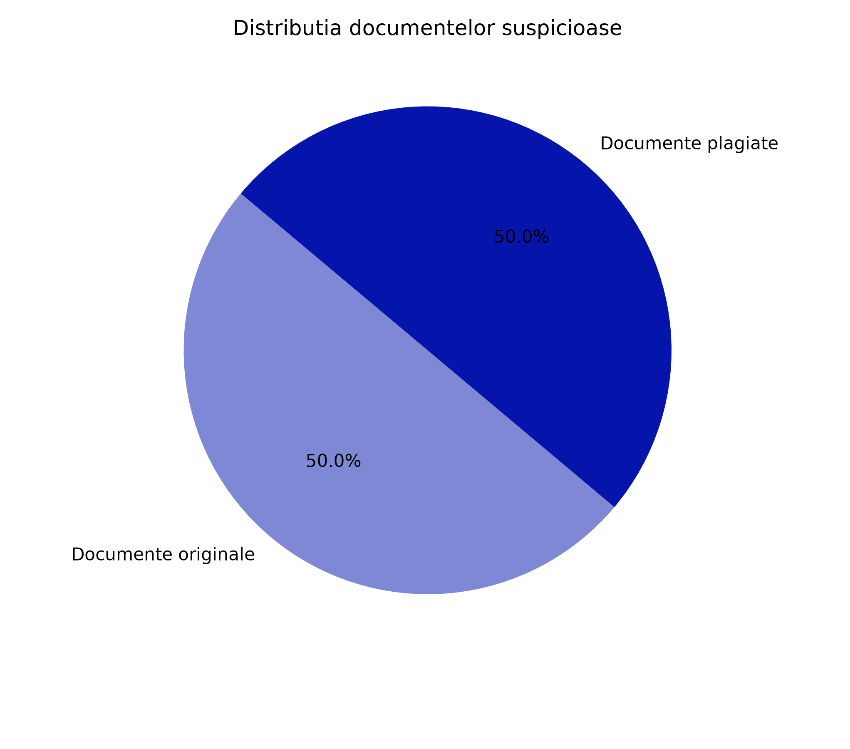 Distributia documentelor suspicioase
Documente plagiate
50.0%
50.0%
Documente originale